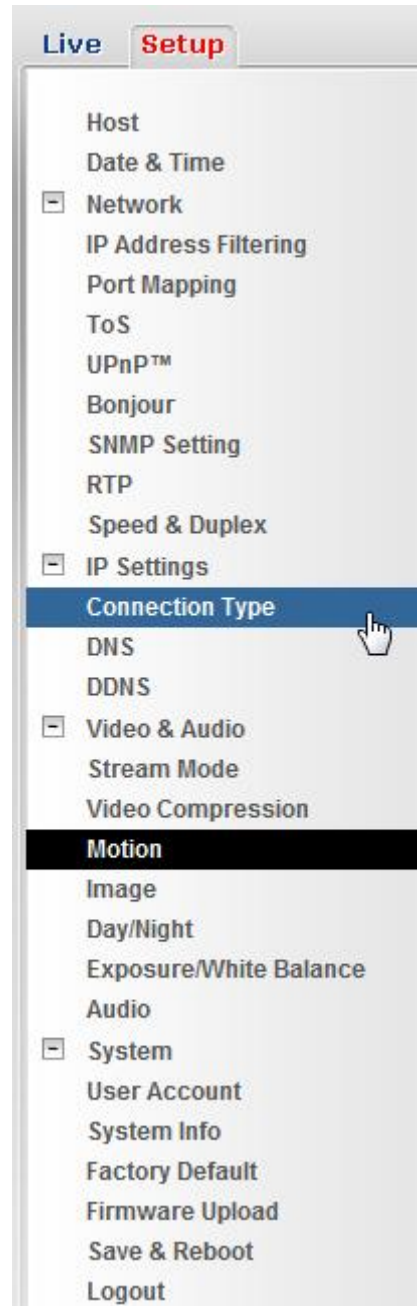 Live Setup
Host
Date & Time
Network
IP Address Filtering
Port Mapping
ToS
UPnP™
Bonjour
SNMP Setting
RTP
Speed & Duplex
IP Settings
Connection Type
DNS
DDNS
Video & Audio
Stream Mode
Video Compression
Motion
Image
Day/Night
Exposure/White Balance
Audio
System
User Account
System Info
Factory Default
Firmware Upload
Save & Reboot
Logout